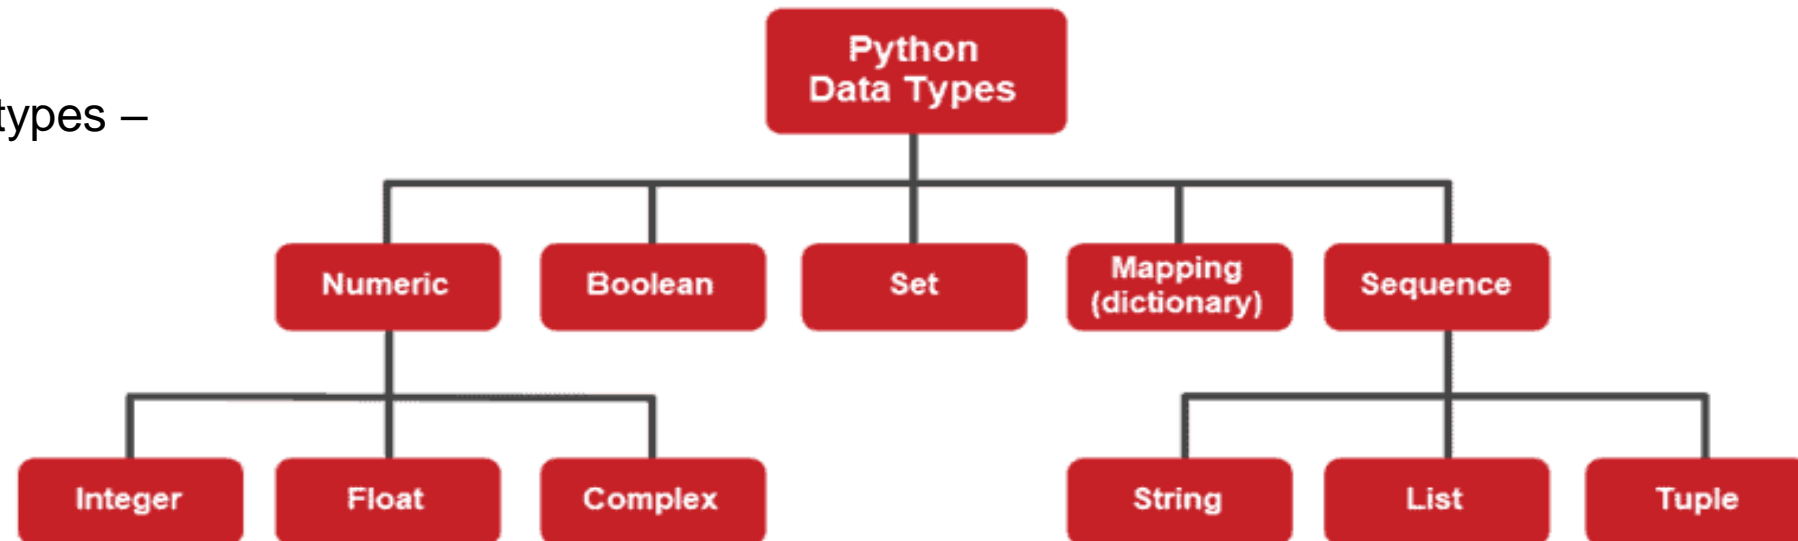 Python
Data Types
types –
Numeric
Boolean
Set
Mapping
(dictionary)
Sequence
Integer
Float
Complex
String
List
Tuple